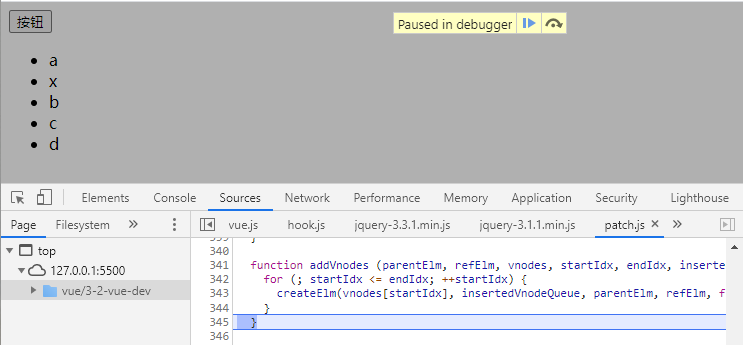 按钮
Paused in debugger
a
x
b
c
d
Elements Console Sources Network Performance Memory Application Security Lighthouse
Page Filesystem » vue.js hook.js jquery-3.3.1.min.js jquery-3.1.1.min.js patch.js × »
top
127.0.0.1:5500
vue/3-2-vue-dev
339 }
340
341 function addVnodes (parentElm, refElm, vnodes, startIdx, endIdx, inserte
342 for (; startIdx <= endIdx; ++startIdx) {
343 createElm(vnodes[startIdx], insertedVnodeQueue, parentElm, refElm, f
344 }
345 }
346